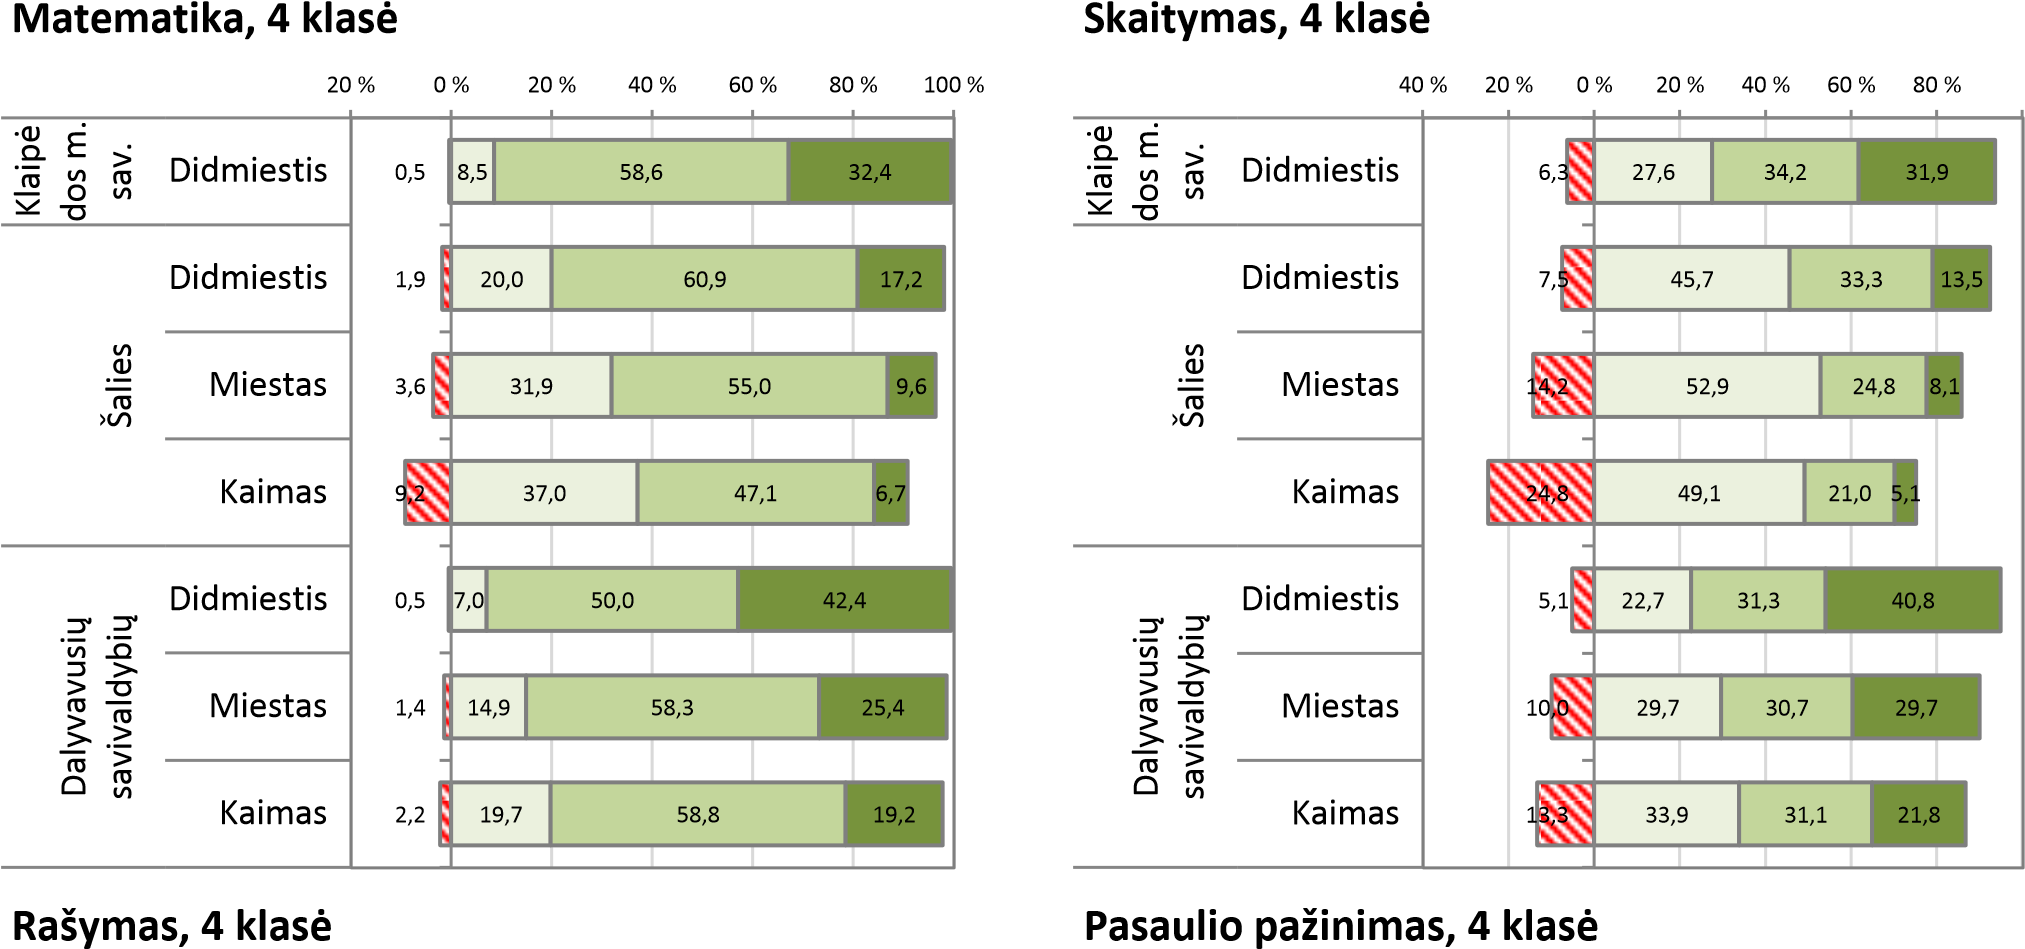 Matematika, 4 klasė
20 % 0 % 20 % 40 % 60 % 80 % 100 %
Klaipė
dos m.
sav.
Didmiestis 0,5 8,5 58,6 32,4
Šalies
Didmiestis 1,9 20,0 60,9 17,2
Miestas 3,6 31,9 55,0 9,6
Kaimas 9,2 37,0 47,1 6,7
Dalyvavusių
savivaldybių
Didmiestis 0,5 7,0 50,0 42,4
Miestas 1,4 14,9 58,3 25,4
Kaimas 2,2 19,7 58,8 19,2
Skaitymas, 4 klasė
40 % 20 % 0 % 20 % 40 % 60 % 80 %
Klaipė
dos m.
sav.
Didmiestis 6,3 27,6 34,2 31,9
Šalies
Didmiestis 7,5 45,7 33,3 13,5
Miestas 14,2 52,9 24,8 8,1
Kaimas 24,8 49,1 21,0 5,1
Dalyvavusių
savivaldybių
Didmiestis 5,1 22,7 31,3 40,8
Miestas 10,0 29,7 30,7 29,7
Kaimas 13,3 33,9 31,1 21,8
Rašymas, 4 klasė
Pasaulio pažinimas, 4 klasė